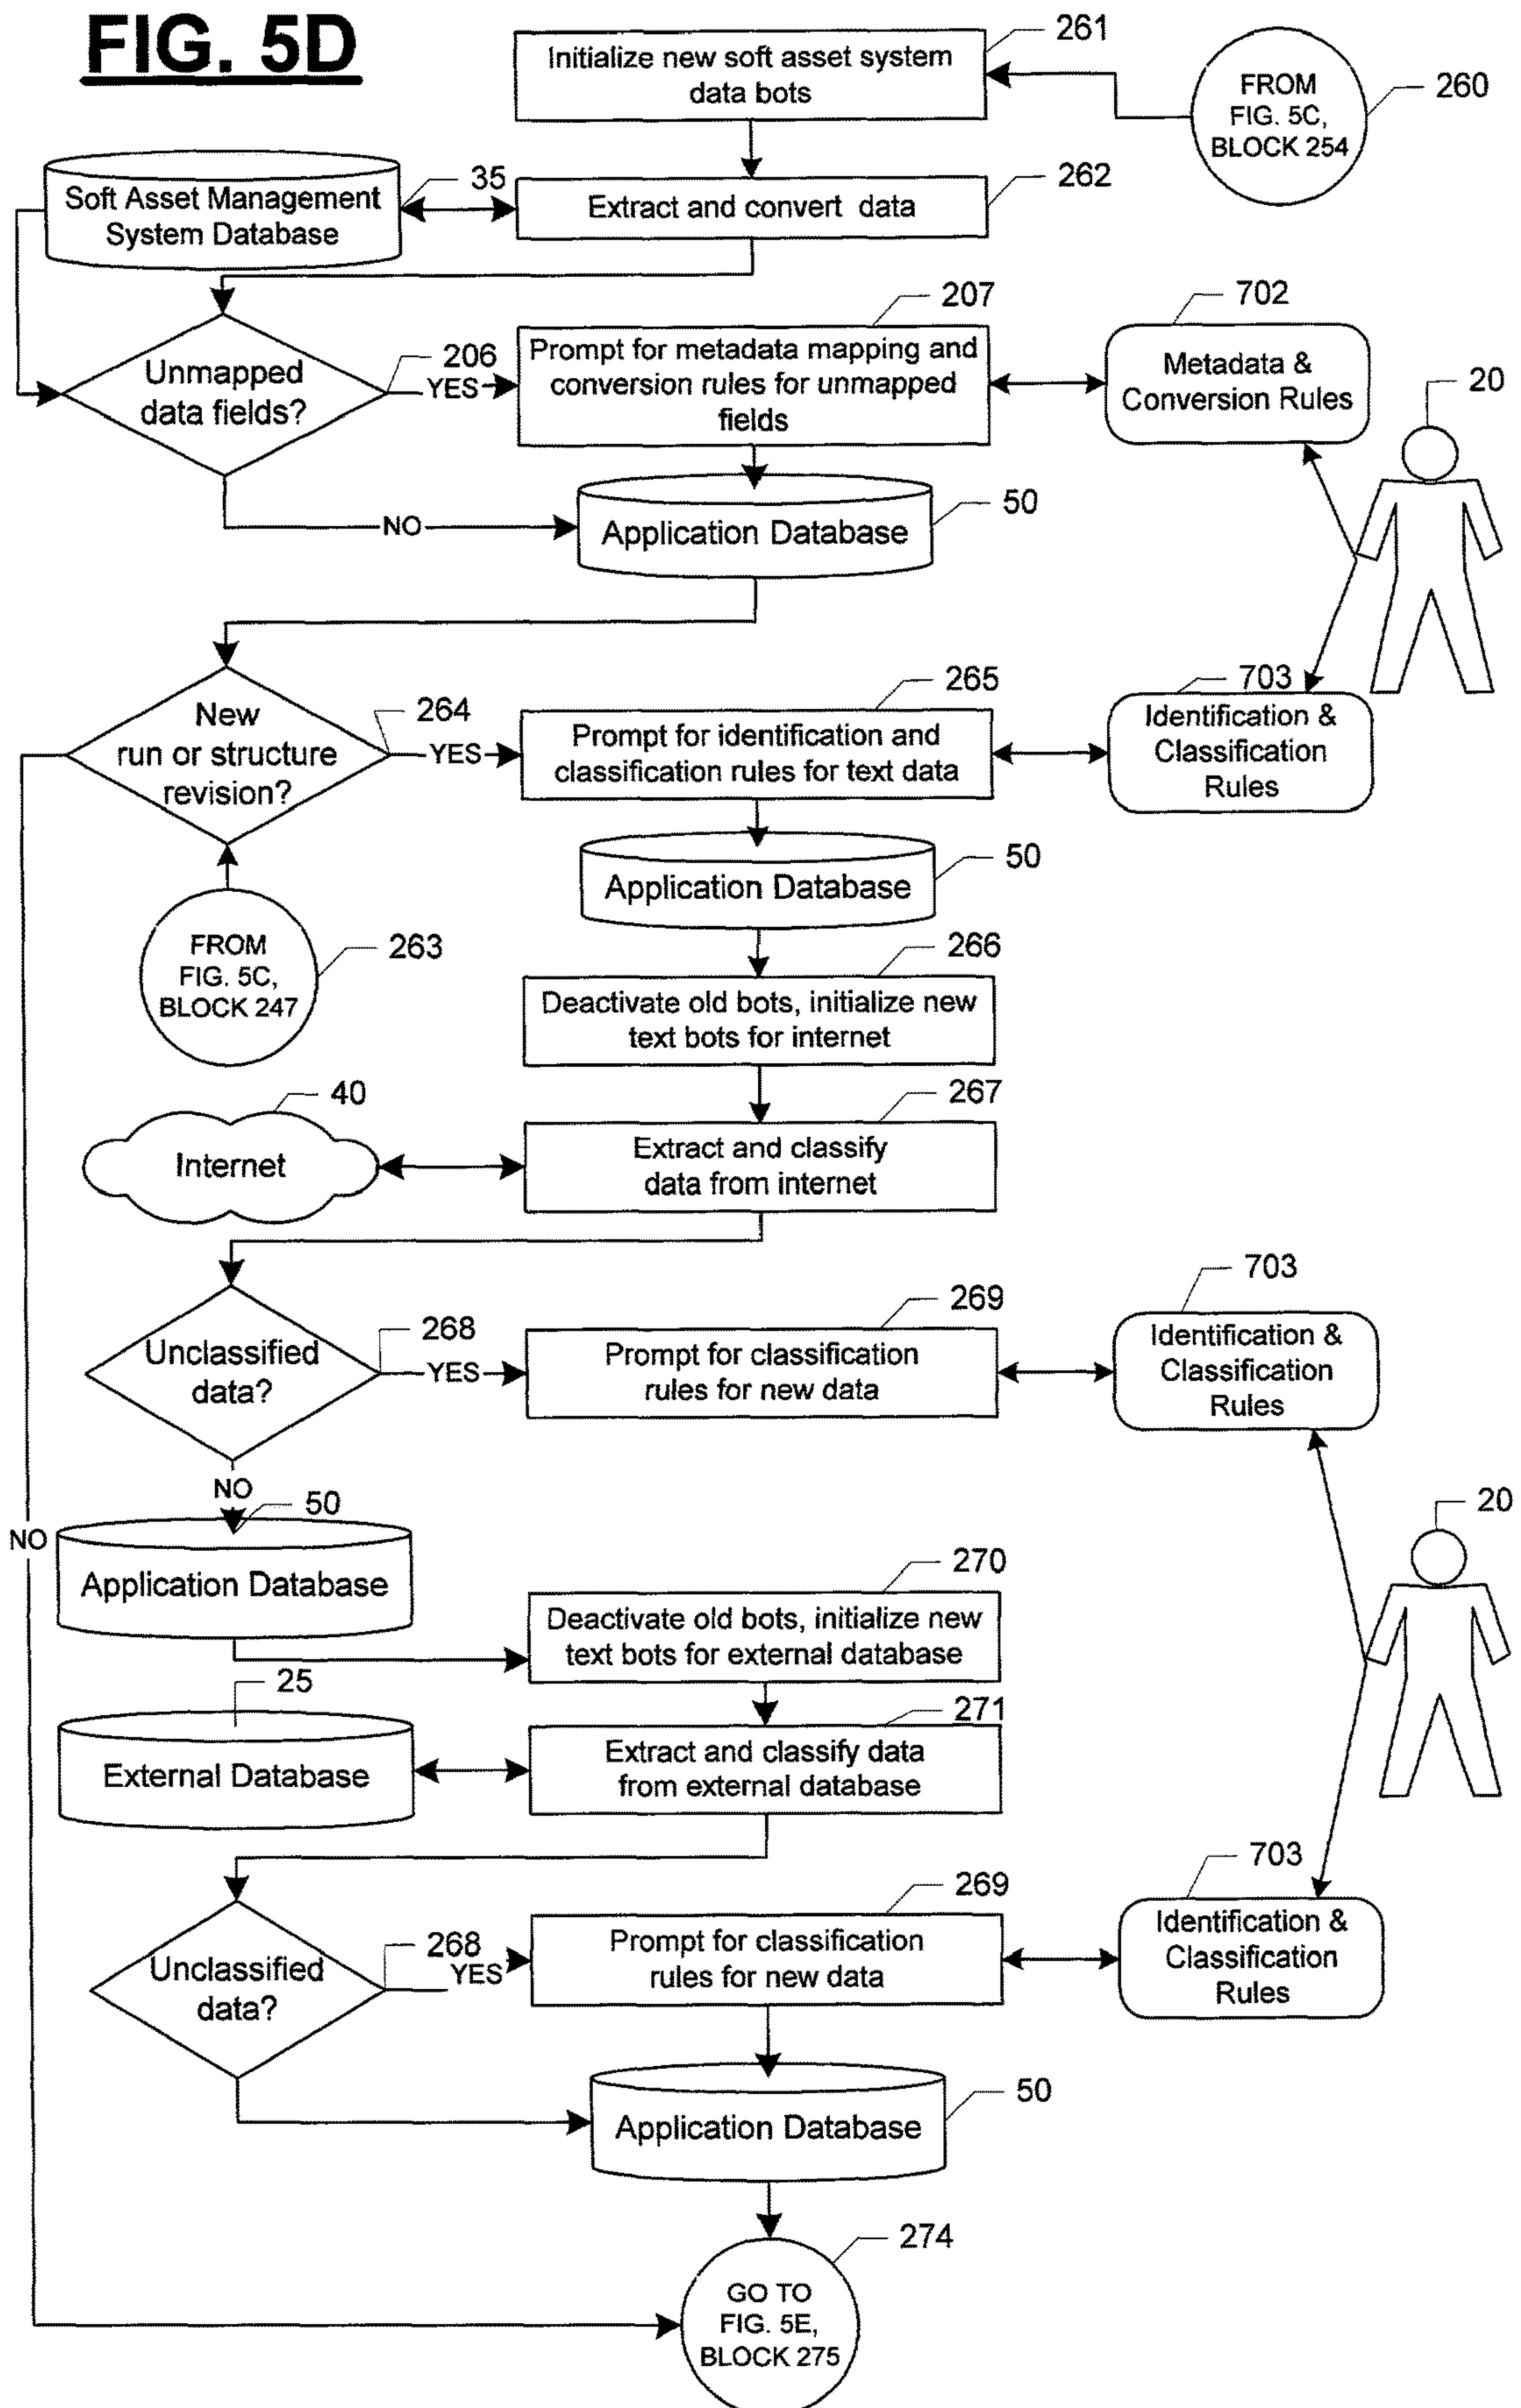 FIG. 5D
261
Initialize new soft asset system
data bots
FROM
FIG. 5C,
BLOCK 254
260
Soft Asset Management
System Database
35
Extract and convert data
262
Unmapped
data fields?
206
YES
207
Prompt for metadata mapping and
conversion rules for unmapped
fields
702
Metadata &
Conversion Rules
20
NO
Application Database
50
New
run or structure
revision?
264
YES
265
Prompt for identification and
classification rules for text data
703
Identification &
Classification
Rules
Application Database
50
FROM
FIG. 5C,
BLOCK 247
263
266
Deactivate old bots, initialize new
text bots for internet
40
Internet
267
Extract and classify
data from internet
Unclassified
data?
268
YES
269
Prompt for classification
rules for new data
703
Identification &
Classification
Rules
NO
NO
50
Application Database
20
270
Deactivate old bots, initialize new
text bots for external database
25
External Database
271
Extract and classify data
from external database
Unclassified
data?
268
YES
269
Prompt for classification
rules for new data
703
Identification &
Classification
Rules
Application Database
50
274
GO TO
FIG. 5E,
BLOCK 275